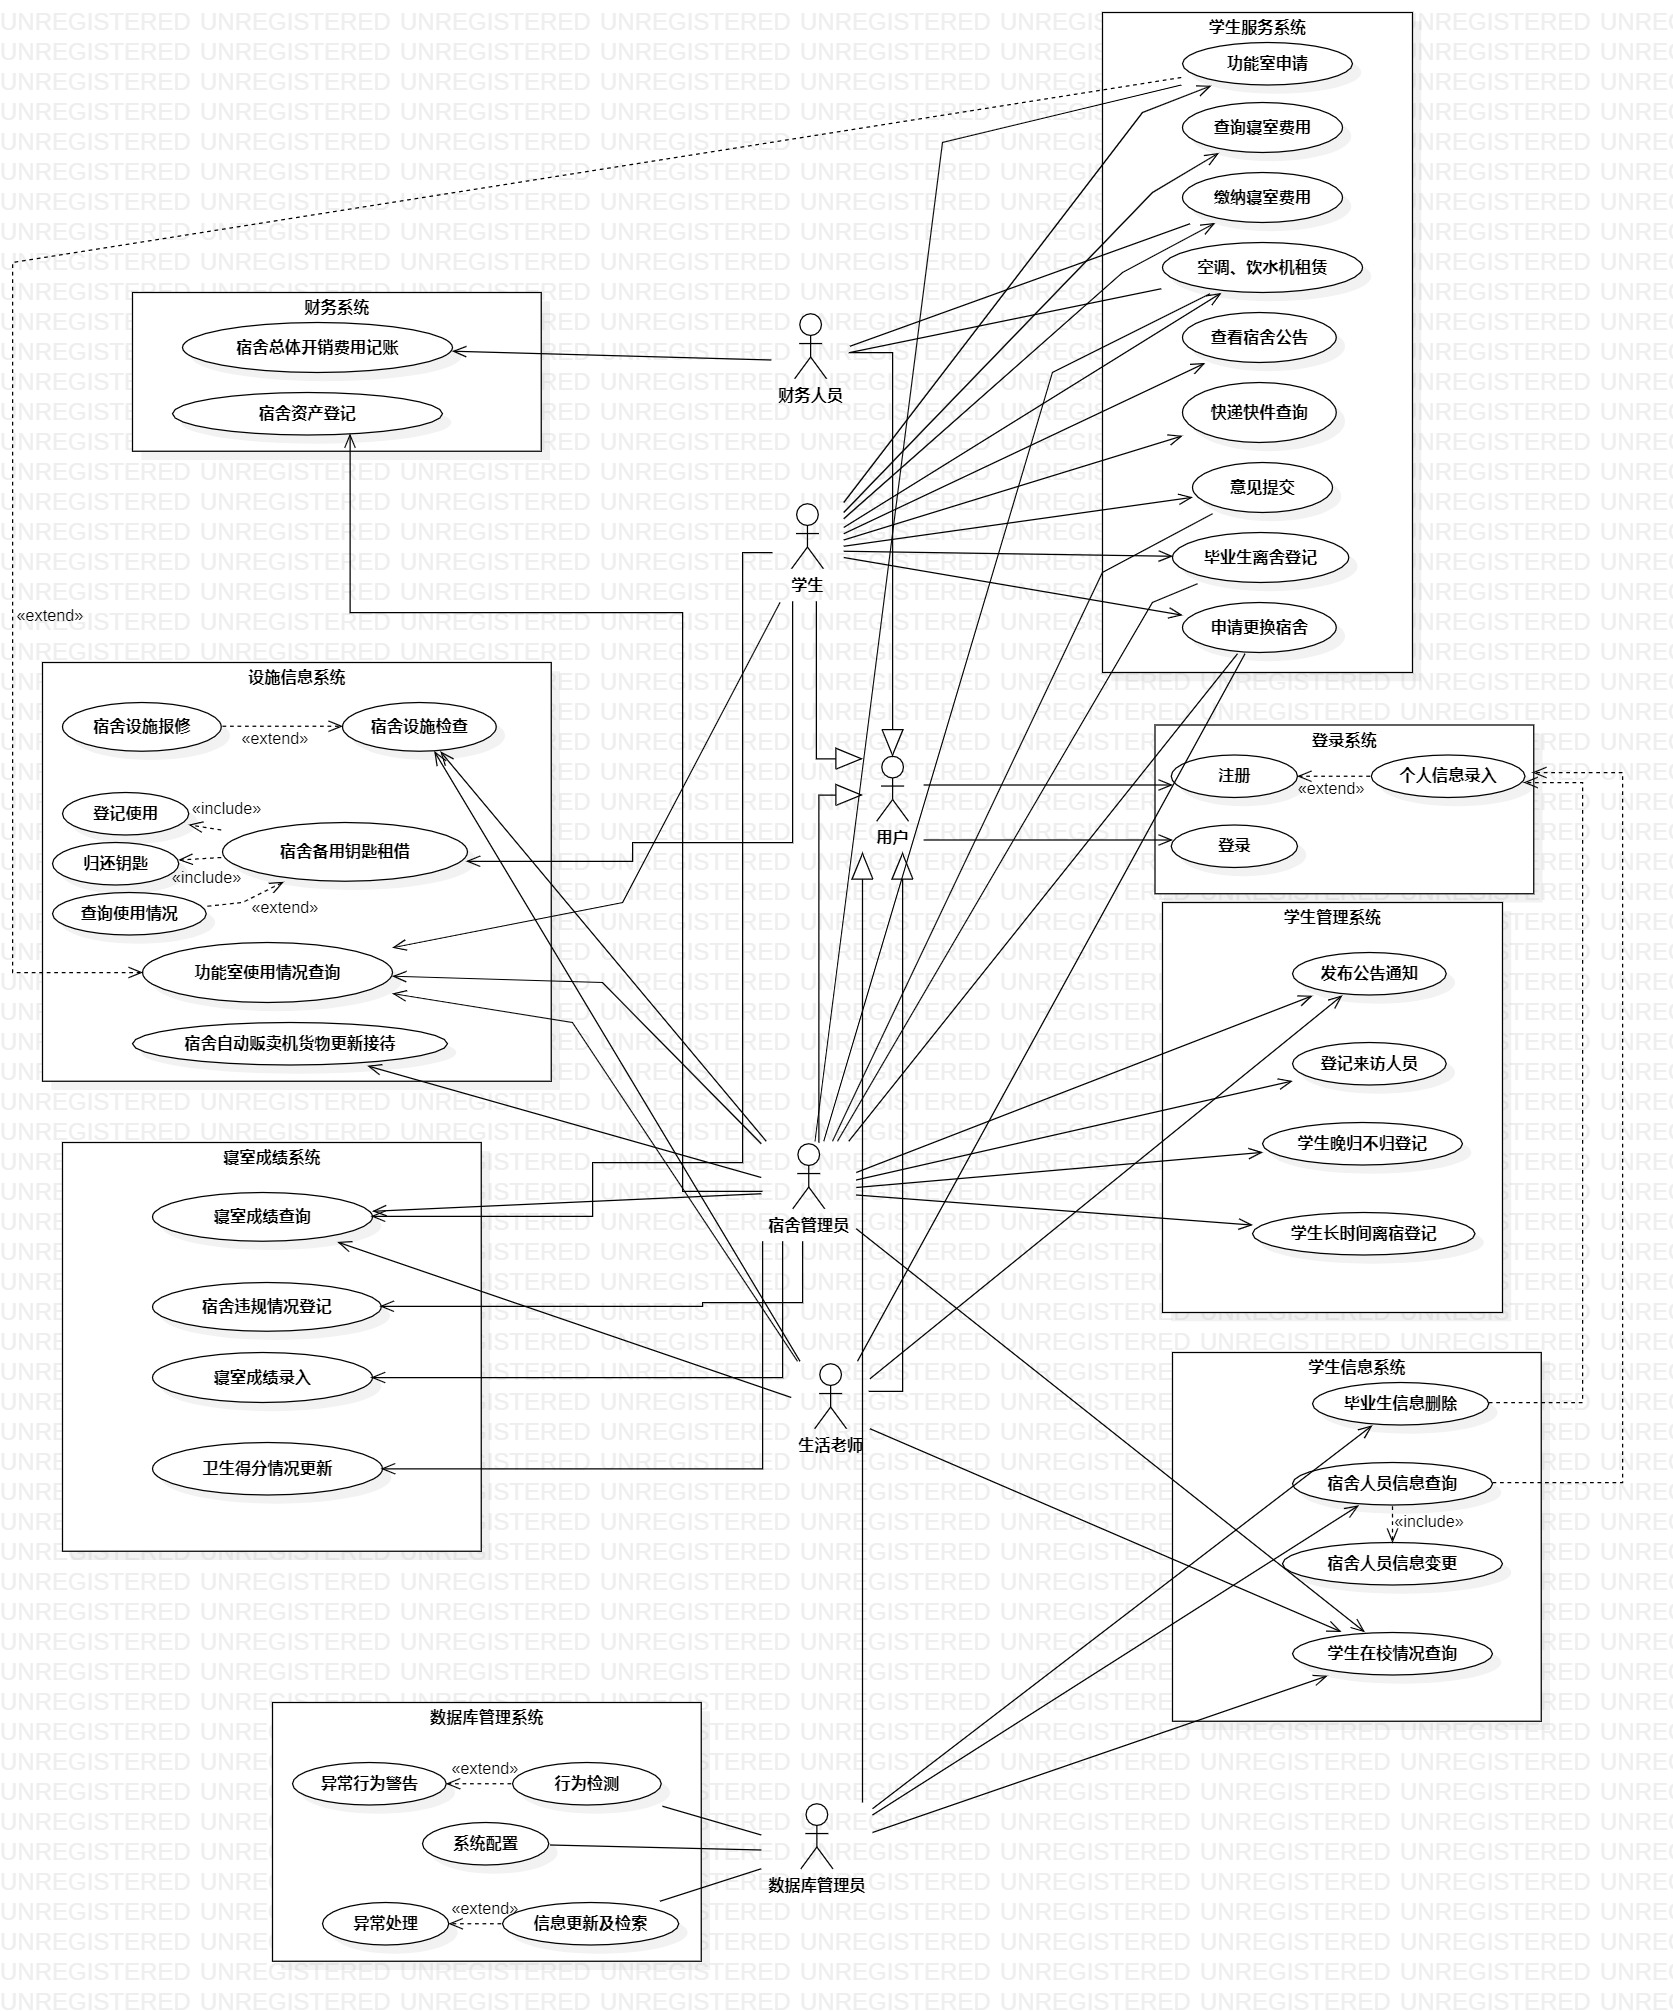 学生服务系统
功能室申请
查询寝室费用
缴纳寝室费用
空调、饮水机租赁
查看宿舍公告
快递快件查询
意见提交
毕业生离舍登记
申请更换宿舍
财务系统
宿舍总体开销费用记账
宿舍资产登记
财务人员
学生
«extend»
设施信息系统
宿舍设施报修
«extend»
宿舍设施检查
登记使用
«include»
宿舍备用钥匙租借
归还钥匙
«include»
查询使用情况
«extend»
功能室使用情况查询
宿舍自动贩卖机货物更新接待
用户
登录系统
注册
«extend»
个人信息录入
登录
学生管理系统
发布公告通知
登记来访人员
学生晚归不归登记
学生长时间离宿登记
寝室成绩系统
寝室成绩查询
宿舍违规情况登记
寝室成绩录入
卫生得分情况更新
宿舍管理员
生活老师
学生信息系统
毕业生信息删除
宿舍人员信息查询
«include»
宿舍人员信息变更
学生在校情况查询
数据库管理系统
异常行为警告
«extend»
行为检测
系统配置
异常处理
«extend»
信息更新及检索
数据库管理员
UNREGISTERED